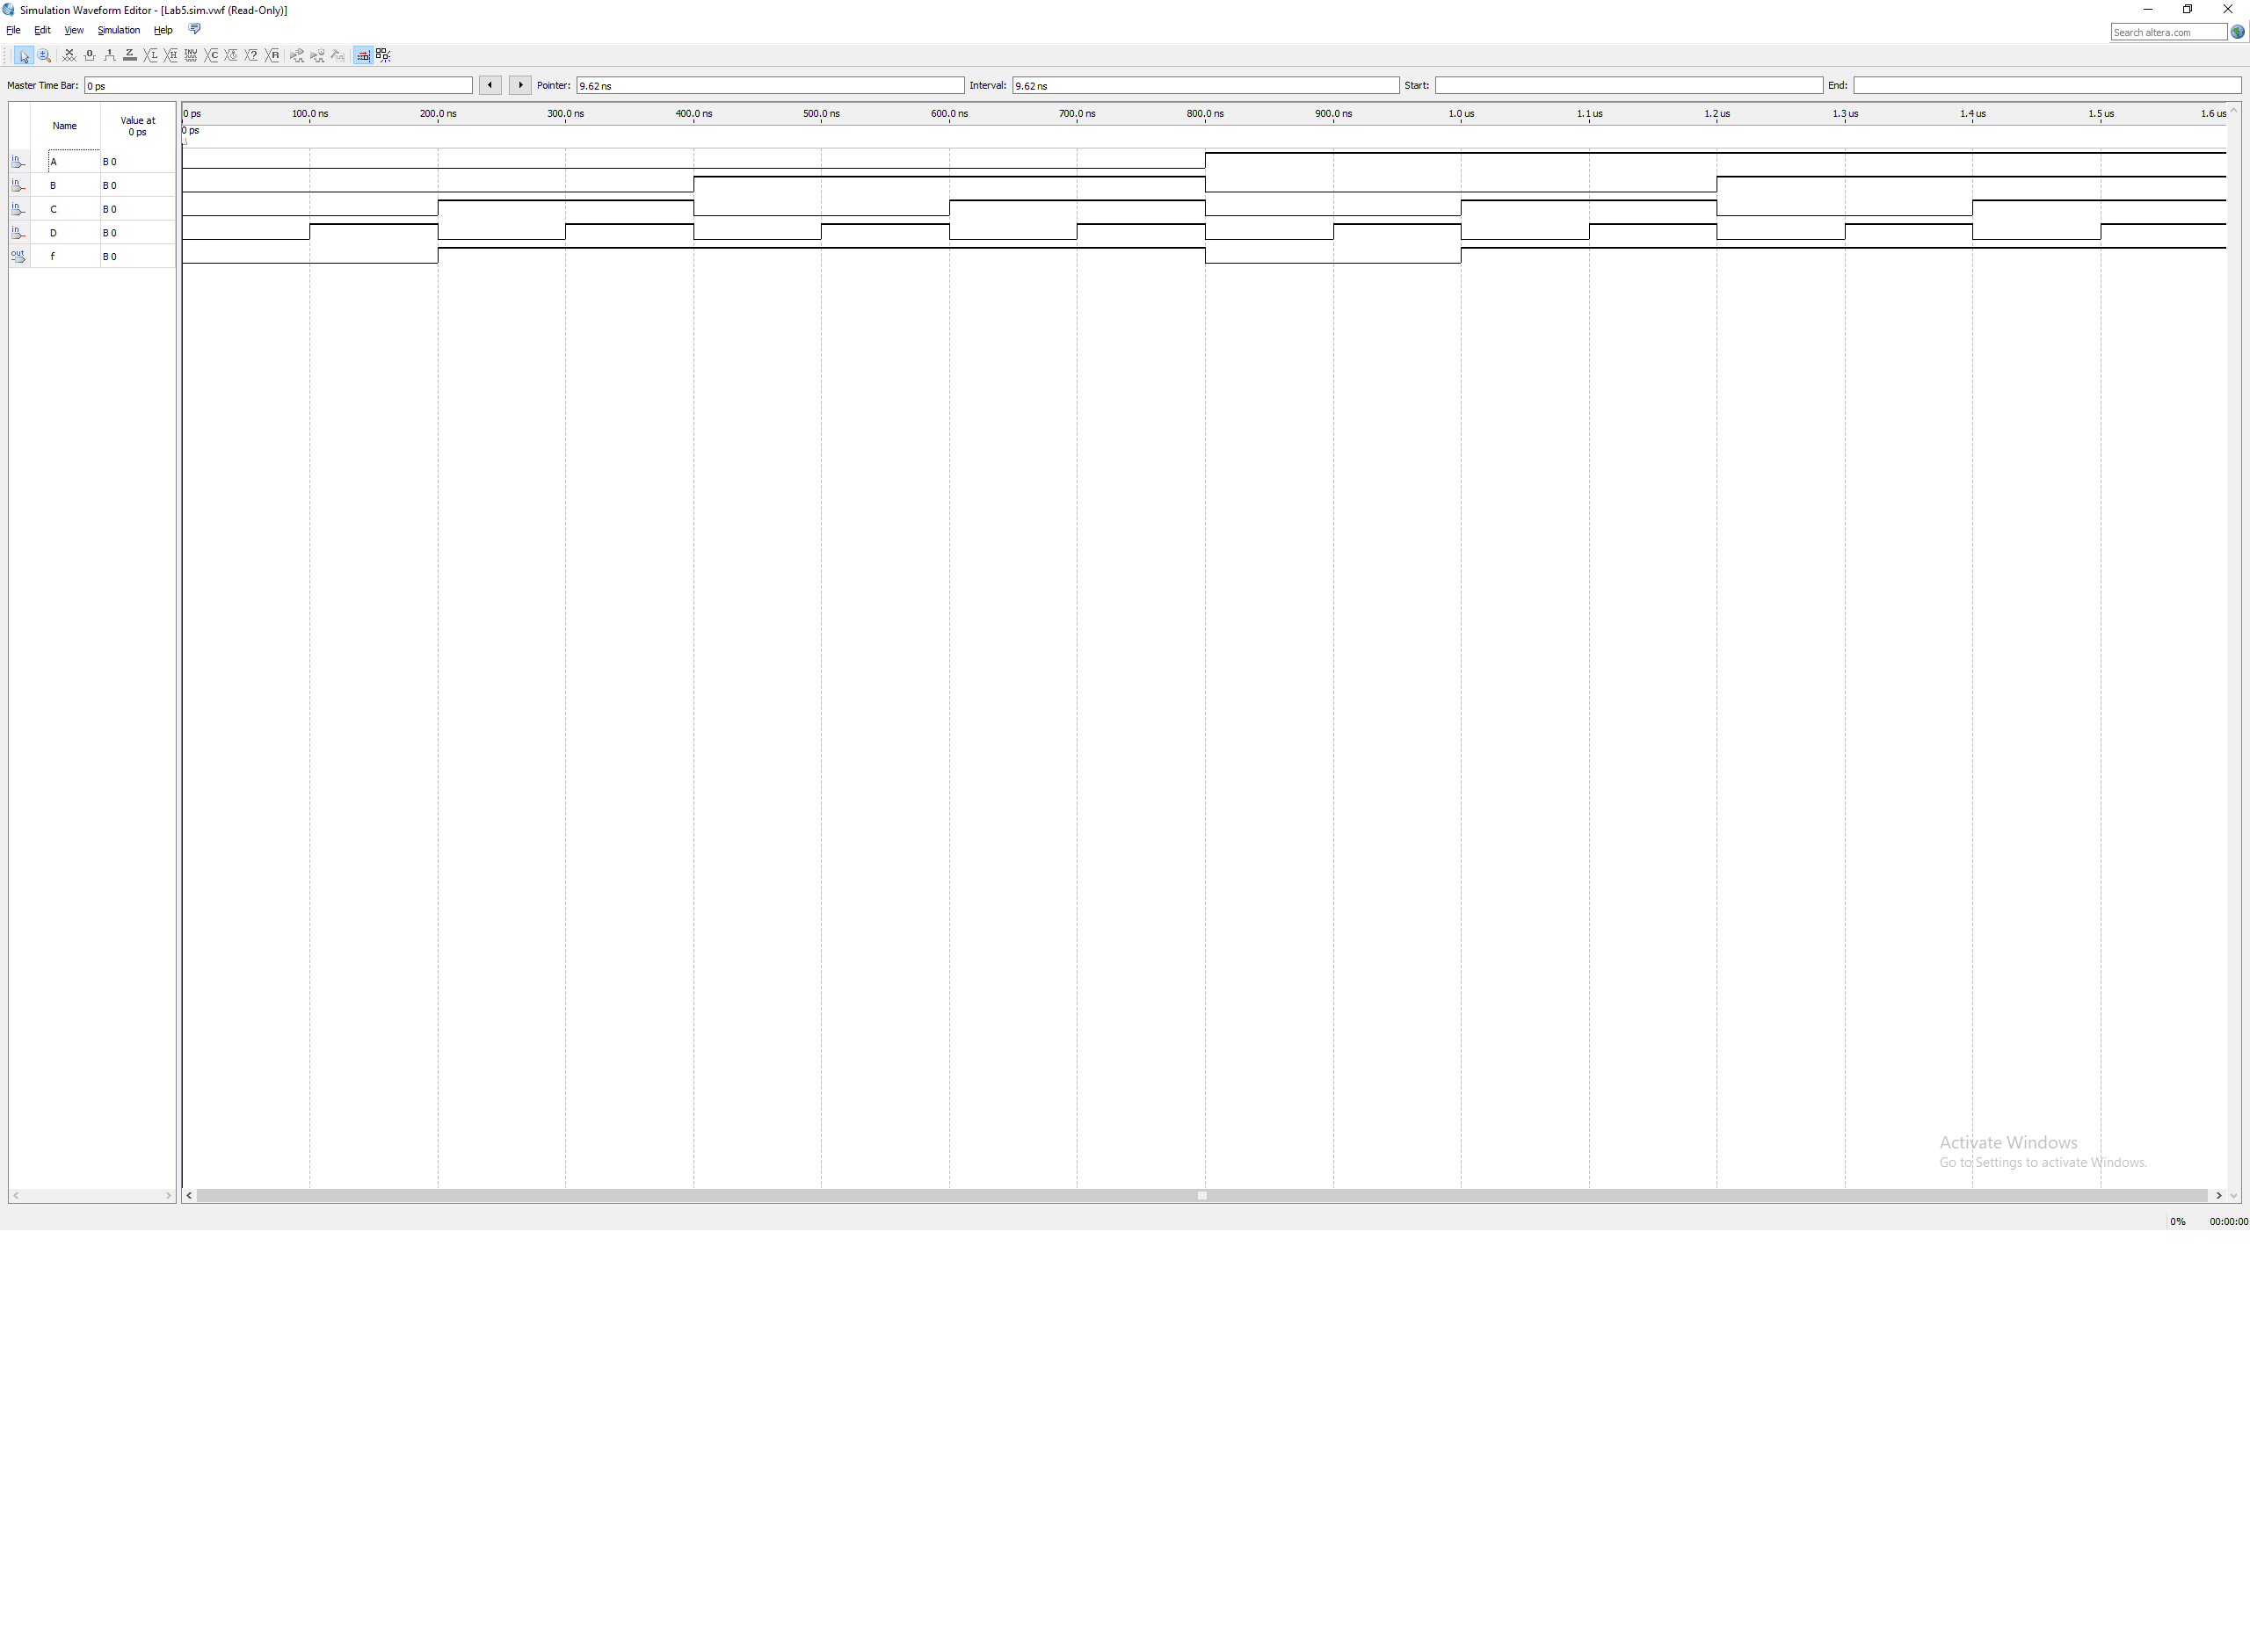 Simulation Waveform Editor - [Lab5.sim.vwf (Read-Only)]
File Edit View Simulation Help
Search altera.com
Master Time Bar: 0 ps Pointer: 9.62 ns Interval: 9.62 ns Start: End:
Name Value at 0 ps
0 ps 100.0 ns 200.0 ns 300.0 ns 400.0 ns 500.0 ns 600.0 ns 700.0 ns 800.0 ns 900.0 ns 1.0 us 1.1 us 1.2 us 1.3 us 1.4 us 1.5 us 1.6 us
0 ps
in A B 0
in B B 0
in C B 0
in D B 0
out f B 0
Activate Windows
Go to Settings to activate Windows.
0% 00:00:00